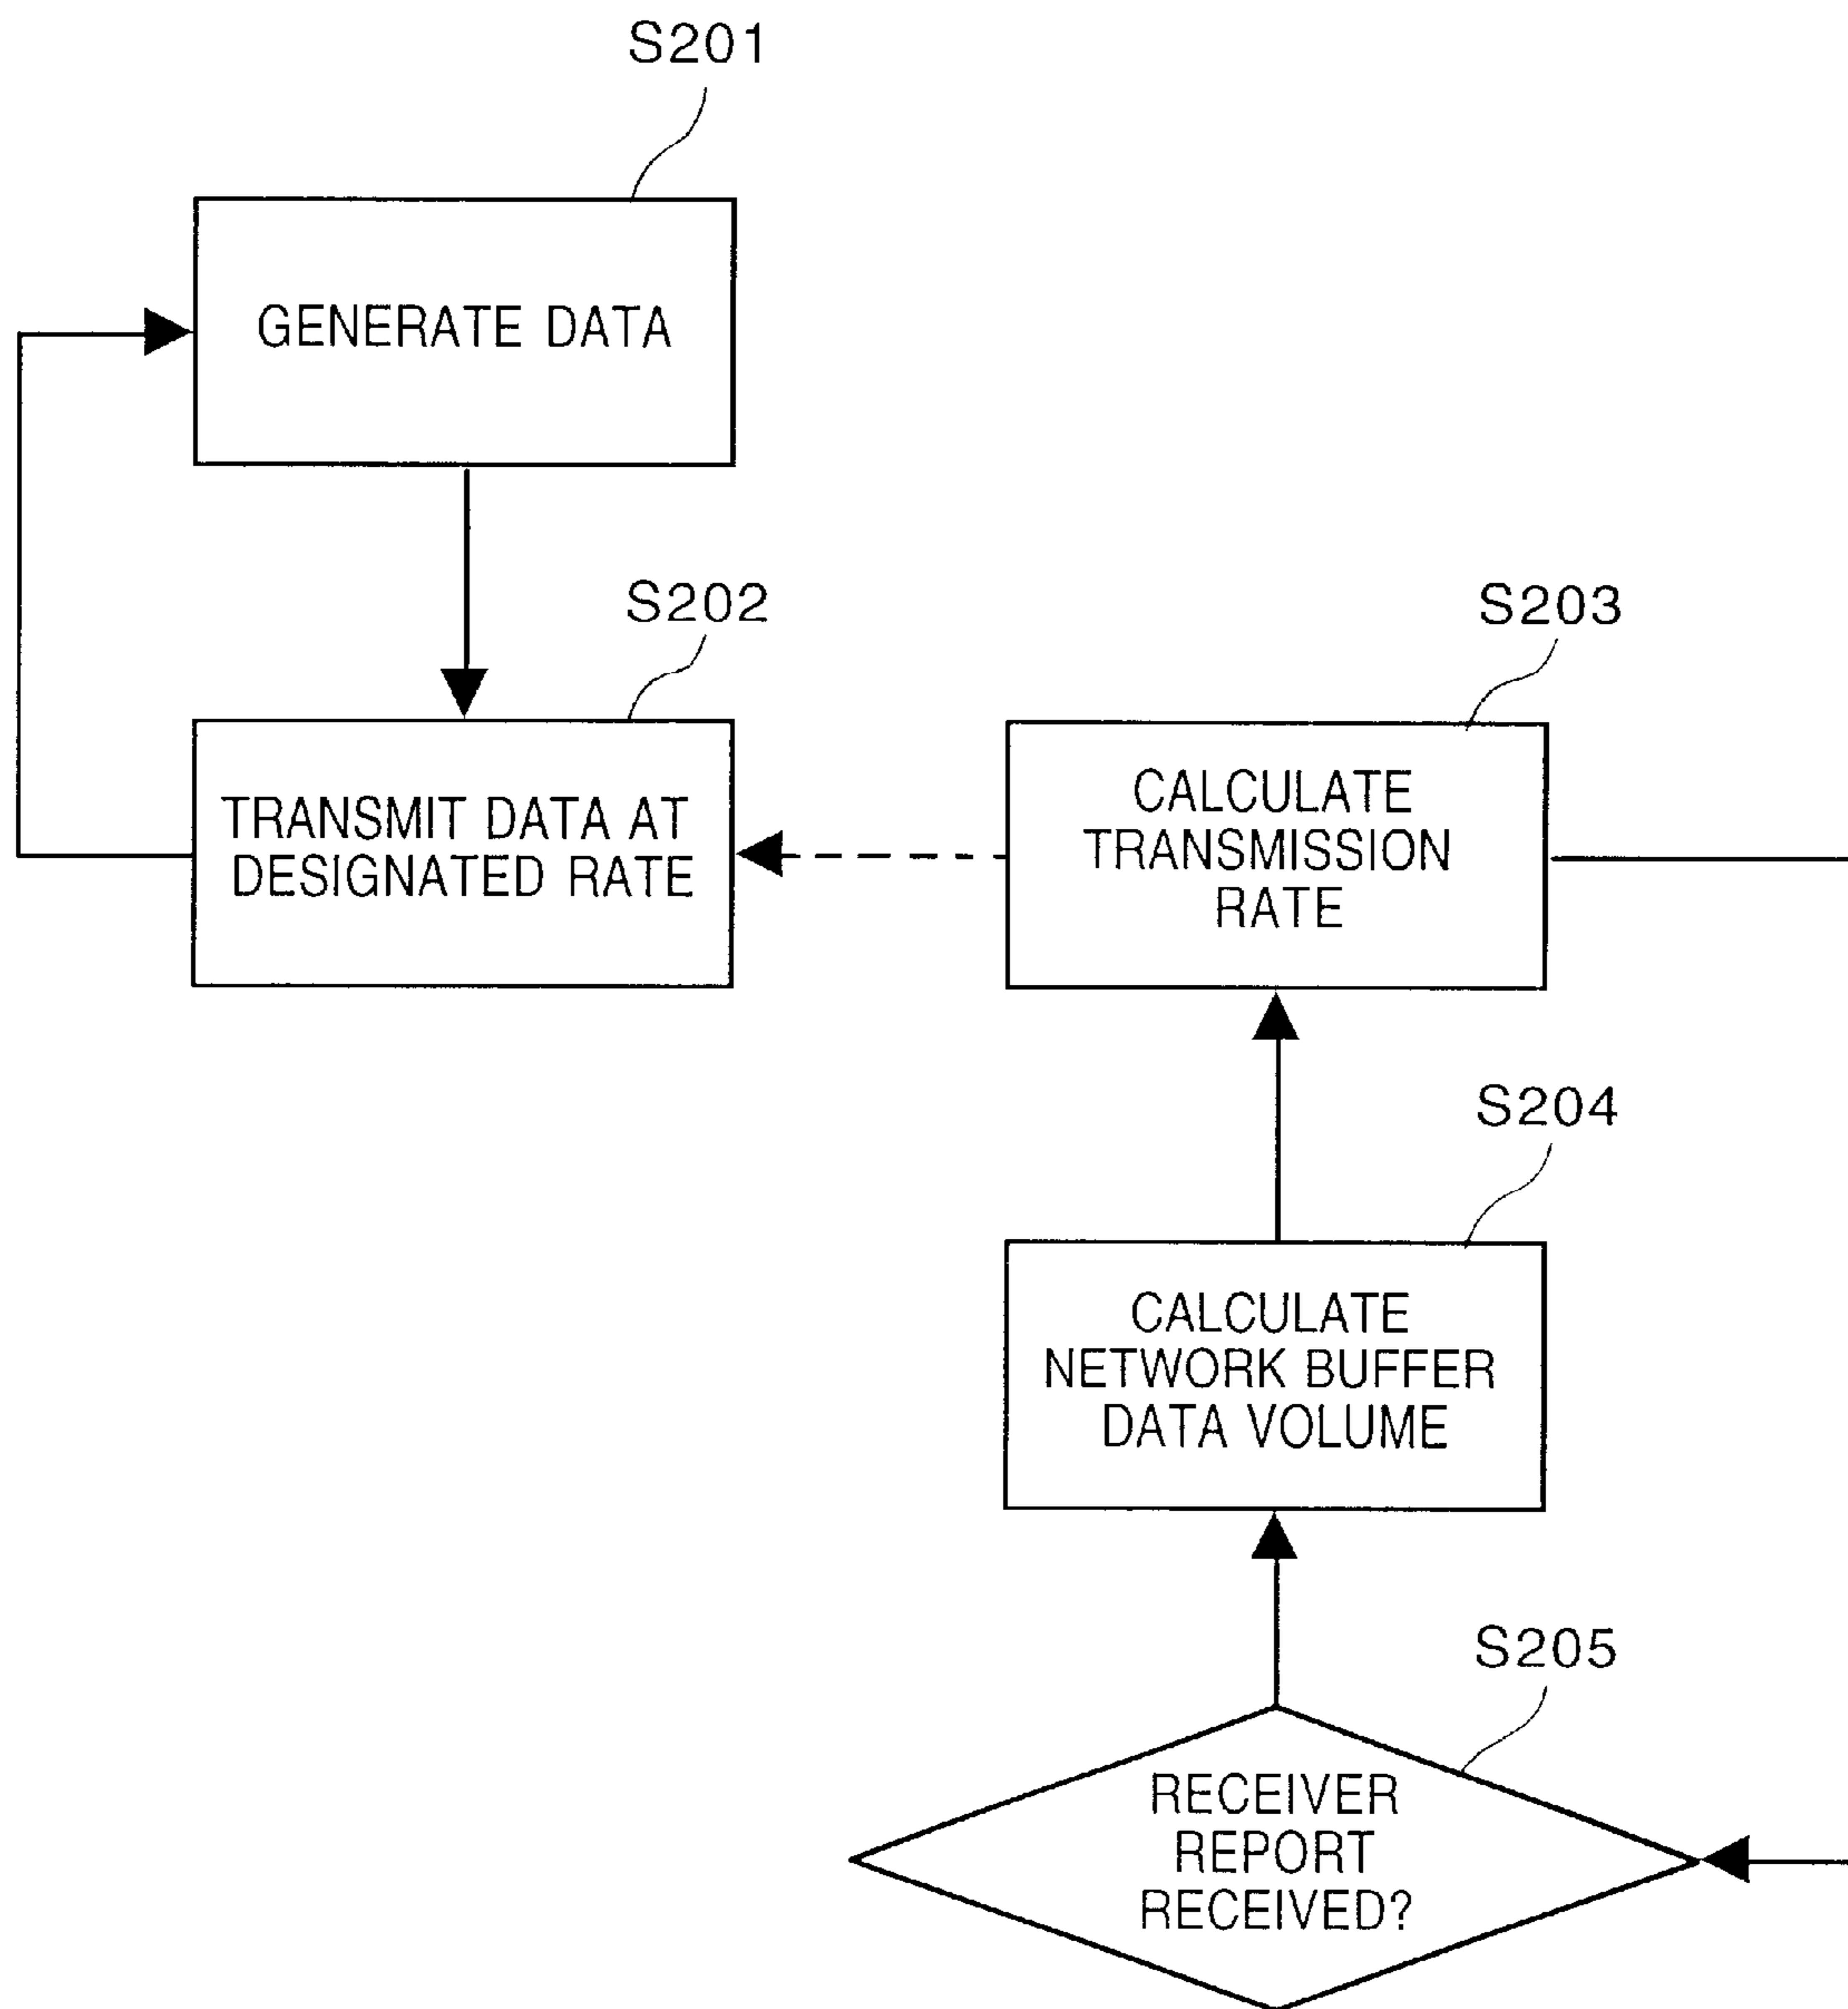 S201
GENERATE DATA
S202
TRANSMIT DATA AT
DESIGNATED RATE
S203
CALCULATE
TRANSMISSION
RATE
S204
CALCULATE
NETWORK BUFFER
DATA VOLUME
S205
RECEIVER
REPORT
RECEIVED?